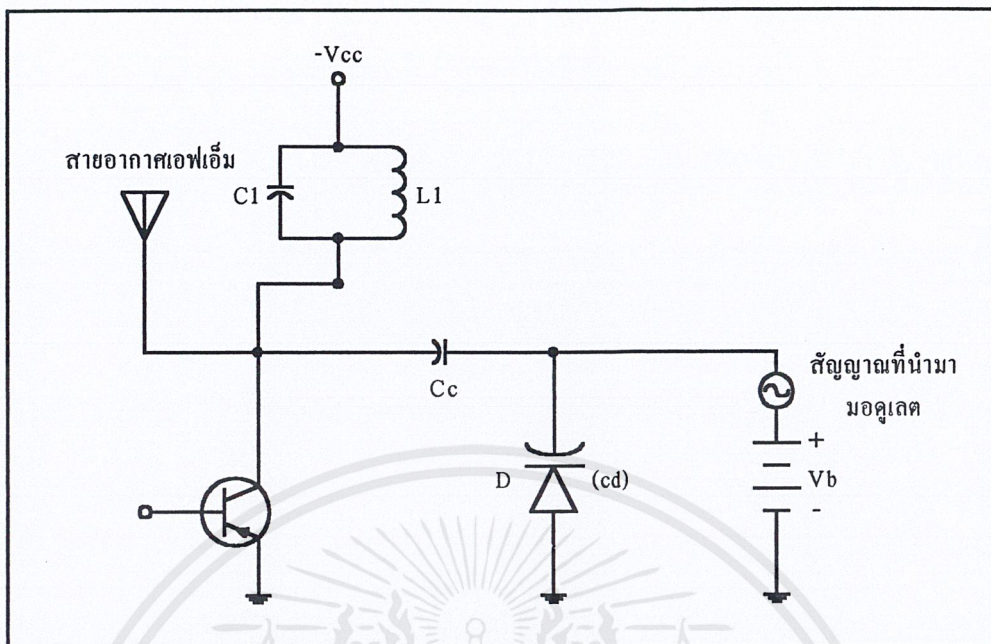 -Vcc
สายอากาศเอฟเอ็ม
C1
L1
Cc
สัญญาณที่นำมา
มอดูเลต
D
(cd)
+
Vb
-